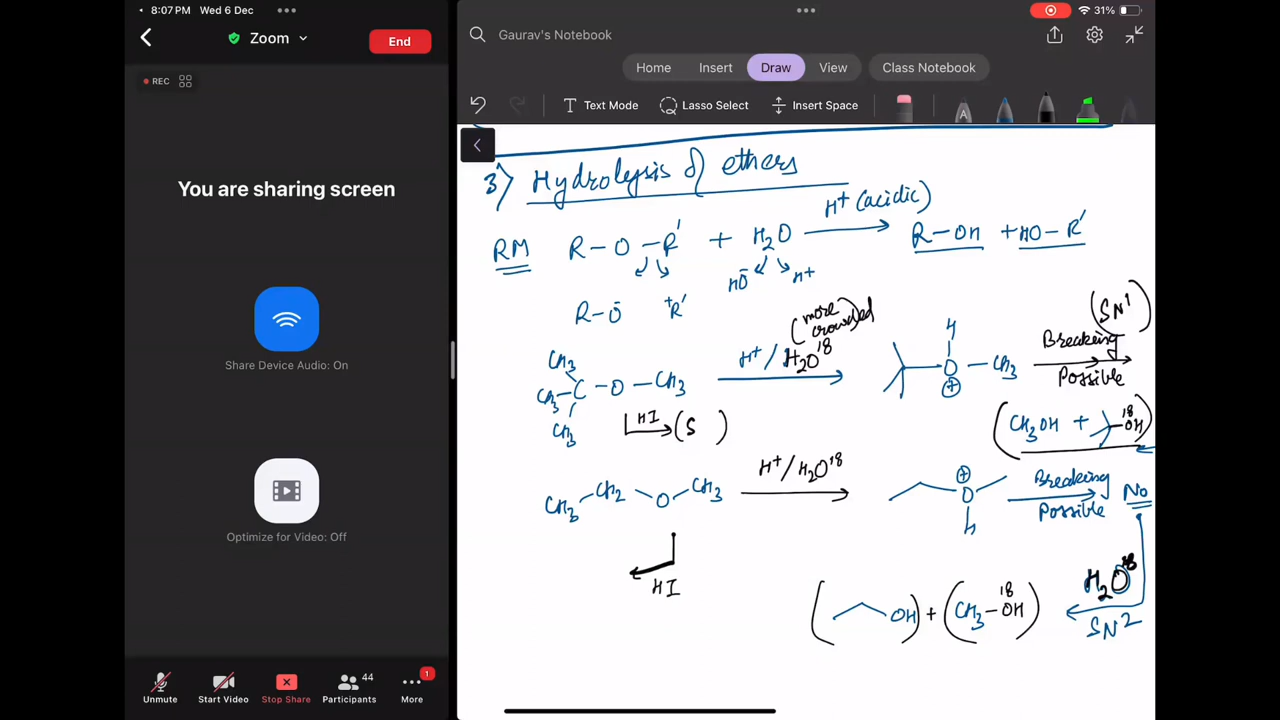 8:07 PM Wed 6 Dec
31%
Zoom
End
REC
You are sharing screen
Share Device Audio: On
Optimize for Video: Off
Unmute
Start Video
Stop Share
44
Participants
1
More
Gaurav's Notebook
Home Insert Draw View Class Notebook
Text Mode Lasso Select Insert Space
3) Hydrolysis of ethers
RM R-O-R' + H2O H+ (acidic) R-OH + HO-R'
HO- H+
R-O- +R'
(more crowded)
(SN1)
CH3
CH3-C-O-CH3
CH3
H+/H2O18
H
O-CH3
⊕
Breaking
Possible
HI (S )
(CH3OH + 18OH)
CH3-CH2-O-CH3
H+/H2O18
⊕
O
H
Breaking
Possible
No
HI
H2O18
SN2
( OH) + (CH3-18OH)